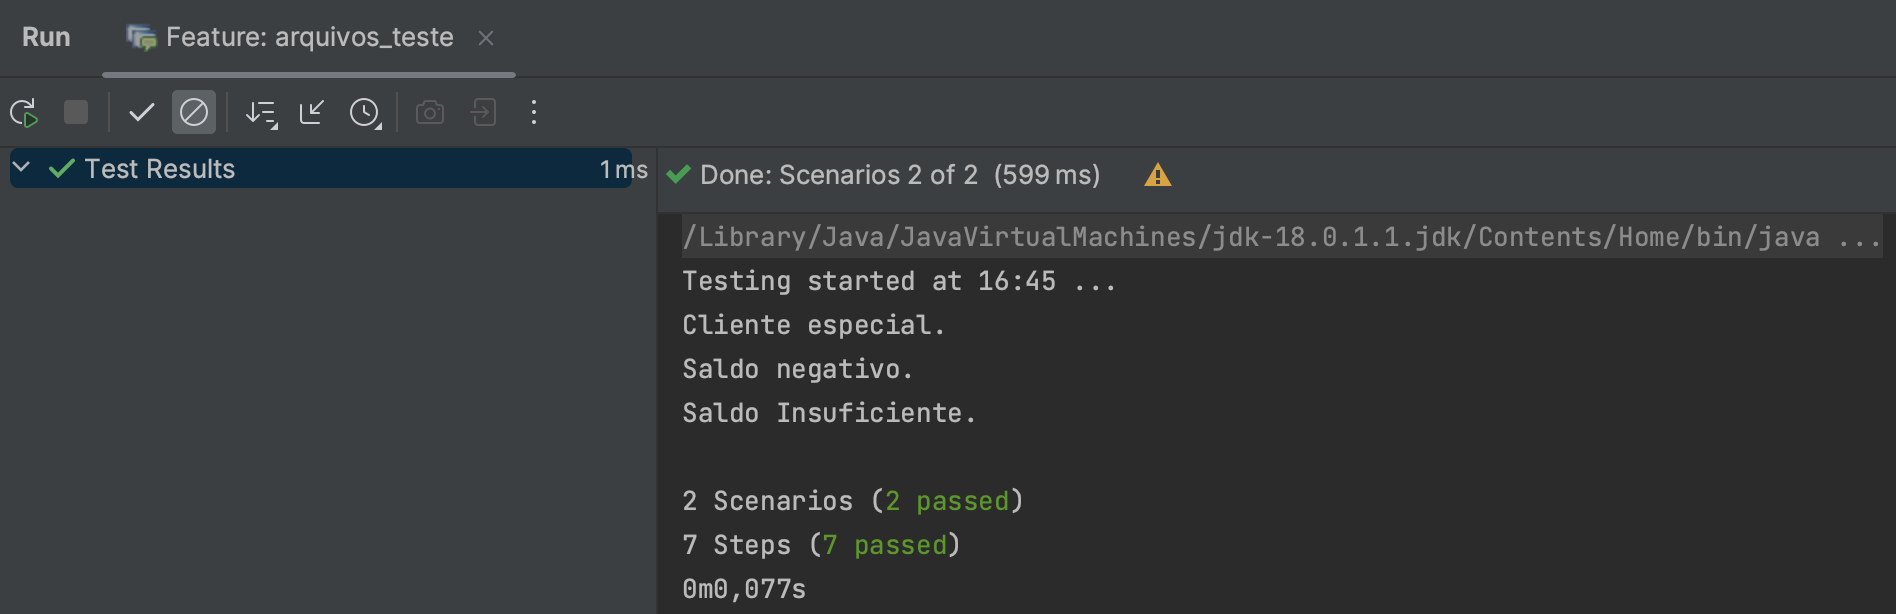 Run Feature: arquivos_teste
Test Results 1ms
Done: Scenarios 2 of 2 (599 ms)
/Library/Java/JavaVirtualMachines/jdk-18.0.1.1.jdk/Contents/Home/bin/java ...
Testing started at 16:45 ...
Cliente especial.
Saldo negativo.
Saldo Insuficiente.
2 Scenarios (2 passed)
7 Steps (7 passed)
0m0,077s